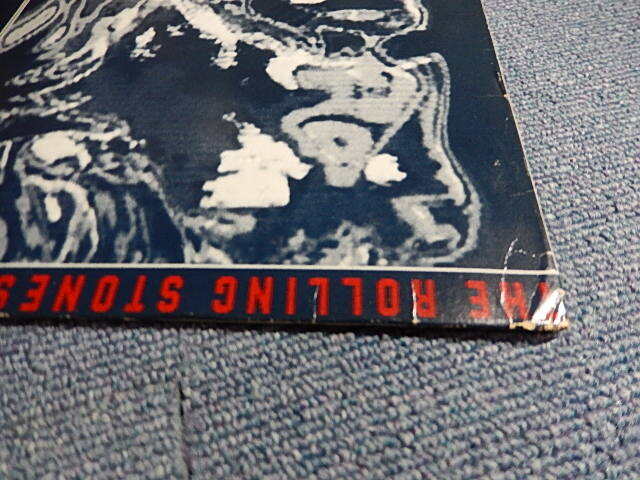 THE ROLLING STONES